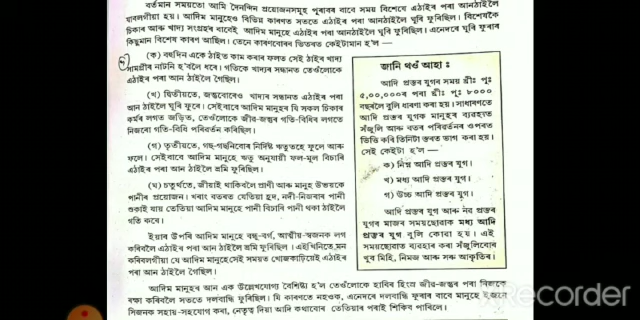 বৰ্তমান সময়তো আমি দৈনন্দিন প্ৰয়োজনসমূহ পূৰাবৰ বাবে সময় বিশেষে এঠাইৰ পৰা আনঠাইলৈ
যাবলগীয়া হয়। আদিম মানুহেও বিভিন্ন কাৰণত সততে এঠাইৰ পৰা আনঠাইলৈ ঘূৰি ফুৰিছিল। বিশেষকৈ
চিকাৰ আৰু খাদ্য সংগ্ৰহৰ বাবেই আদিম মানুহে এঠাইৰ পৰা আনঠাইলৈ ঘূৰি ফুৰিছিল। এনেদৰে ঘূৰি ফুৰাৰ
কিছুমান বিশেষ কাৰণ আছিল। তেনে কাৰণবোৰৰ ভিতৰত কেইটামান হ'ল —
(ক) বহুদিন একে ঠাইত বাস কৰাৰ ফলত সেই ঠাইৰ খাদ্য
সামগ্ৰীৰ নাটনি হ'বলৈ ধৰে। গতিকে খাদ্যৰ সন্ধানত তেওঁলোকে
এঠাইৰ পৰা আন ঠাইলৈ গৈছিল।
(খ) দ্বিতীয়তে, জন্তুবোৰেও খাদ্যৰ সন্ধানত এঠাইৰ পৰা
আন ঠাইলৈ ঘূৰি ফুৰে। সেইবাবে আদিম মানুহে যি সকল চিকাৰ
কৰ্মৰ লগত জড়িত, তেওঁলোকে জীৱ-জন্তুৰ গতি-বিধিৰ লগতে
নিজৰো গতি-বিধি পৰিৱৰ্তন কৰিছিল।
(গ) তৃতীয়তে, গছ-গছনিবোৰ নিৰ্দিষ্ট ঋতুতহে ফুলে আৰু
ফলে। সেইবাবে আদিম মানুহে ঋতু অনুযায়ী ফল-মূল বিচাৰি
এঠাইৰ পৰা আন ঠাইলৈ ভ্ৰমি ফুৰিছিল।
(ঘ) চতুৰ্থতে, জীয়াই থাকিবলৈ প্ৰাণী আৰু মানুহ উভয়কে
পানীৰ প্ৰয়োজন। খৰাং বতৰত যেতিয়া হ্ৰদ, নদী-নিজৰাৰ পানী
শুকাই যায় তেতিয়া আদিম মানুহে পানী বিচাৰি পানী থকা ঠাইলৈ
গতি কৰে।
ইয়াৰ উপৰি আদিম মানুহে বন্ধু-বৰ্গ, আত্মীয়-স্বজনক লগ
কৰিবলৈ এঠাইৰ পৰা আন ঠাইলৈ ভ্ৰমি ফুৰিছিল। এইখিনিতে, মন
কৰিবলগীয়া যে আদিম মানুহে সেই সময়ত খোজকাঢ়িয়েই এঠাইৰ
পৰা আন ঠাইলৈ গৈছিল।
আদিম মানুহৰ আন এক উল্লেখযোগ্য বৈশিষ্ট্য হ'ল তেওঁলোকে হাবিৰ হিংস্ৰ জীৱ-জন্তুৰ পৰা নিজকে
ৰক্ষা কৰিবলৈ সততে দলবান্ধি ফুৰিছিল। যি কাৰণতে নহওক, এনেদৰে দলবান্ধি ফুৰাৰ বাবে মানুহে ইজনে
সিজনক সহায়-সহযোগ কৰা, নেতৃত্ব দিয়া আদি কথাবোৰ তেতিয়াৰ পৰাই শিকিব পাৰিলে।
জানি থওঁ আহা :
আদি প্ৰস্তৰ যুগৰ সময় খ্ৰীঃ পূঃ
৫,০০,০০০ৰ পৰা খ্ৰীঃ পূঃ ৮০০০
বছৰলৈ বুলি ধাৰণা কৰা হয়। সাধাৰণতে
আদি প্ৰস্তৰ যুগক মানুহৰ ব্যৱহৃত
সঁজুলি আৰু বতৰ পৰিৱৰ্তনৰ ওপৰত
ভিত্তি কৰি তিনিটা স্তৰত ভাগ কৰা হয়।
সেই কেইটা হ'ল —
ক) নিম্ন আদি প্ৰস্তৰ যুগ।
খ) মধ্য আদি প্ৰস্তৰ যুগ।
গ) উচ্চ আদি প্ৰস্তৰ যুগ।
আদি প্ৰস্তৰ যুগ আৰু নৱ প্ৰস্তৰ
যুগৰ মাজৰ সময়ছোৱাক মধ্য আদি
প্ৰস্তৰ যুগ বুলি কোৱা হয়। এই
সময়ছোৱাত ব্যৱহাৰ কৰা সঁজুলিবোৰ
খুব মিহি, নিমজ আৰু সৰু আকৃতিৰ।
Recorder